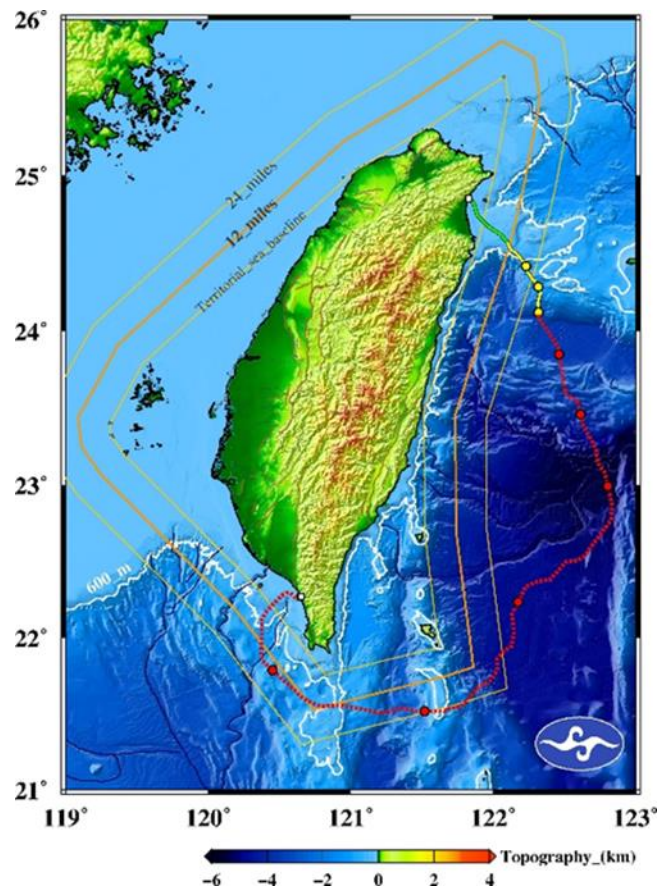 26°
25°
24°
23°
22°
21°
24_miles
12_miles
Territorial_sea_baseline
600_m
119° 120° 121° 122° 123°
Topography_(km)
−6 −4 −2 0 2 4